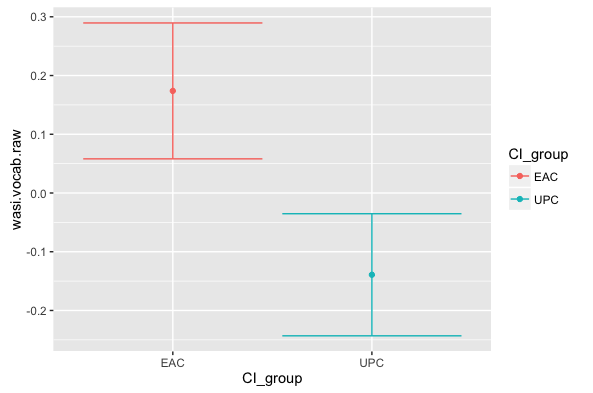 0.3
0.2
0.1
0.0
-0.1
-0.2
wasi.vocab.raw
EAC
UPC
CI_group
CI_group
EAC
UPC